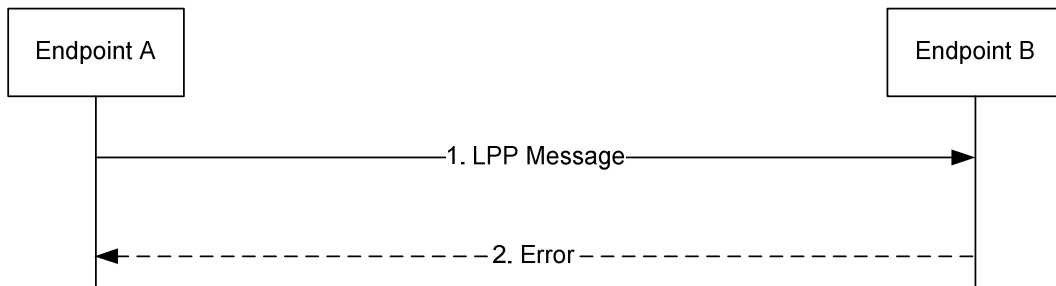 Endpoint A
Endpoint B
1. LPP Message
2. Error